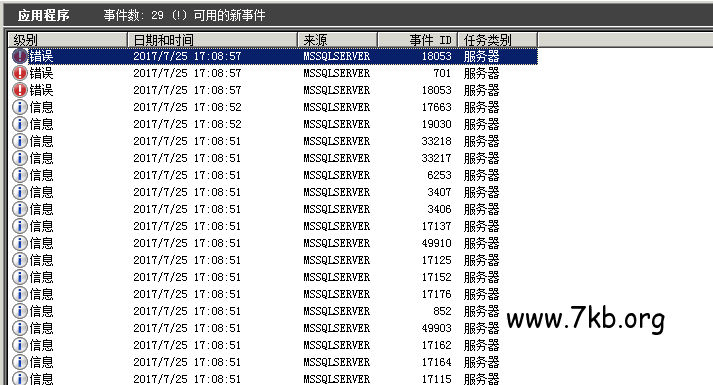 应用程序 事件数: 29 (!) 可用的新事件
级别 日期和时间 来源 事件 ID 任务类别
错误 2017/7/25 17:08:57 MSSQLSERVER 18053 服务器
错误 2017/7/25 17:08:57 MSSQLSERVER 701 服务器
错误 2017/7/25 17:08:57 MSSQLSERVER 18053 服务器
信息 2017/7/25 17:08:52 MSSQLSERVER 17663 服务器
信息 2017/7/25 17:08:52 MSSQLSERVER 19030 服务器
信息 2017/7/25 17:08:51 MSSQLSERVER 33218 服务器
信息 2017/7/25 17:08:51 MSSQLSERVER 33217 服务器
信息 2017/7/25 17:08:51 MSSQLSERVER 6253 服务器
信息 2017/7/25 17:08:51 MSSQLSERVER 3407 服务器
信息 2017/7/25 17:08:51 MSSQLSERVER 3406 服务器
信息 2017/7/25 17:08:51 MSSQLSERVER 17137 服务器
信息 2017/7/25 17:08:51 MSSQLSERVER 49910 服务器
信息 2017/7/25 17:08:51 MSSQLSERVER 17125 服务器
信息 2017/7/25 17:08:51 MSSQLSERVER 17152 服务器
信息 2017/7/25 17:08:51 MSSQLSERVER 17176 服务器
信息 2017/7/25 17:08:51 MSSQLSERVER 852 服务器
www.7kb.org
信息 2017/7/25 17:08:51 MSSQLSERVER 49903 服务器
信息 2017/7/25 17:08:51 MSSQLSERVER 17162 服务器
信息 2017/7/25 17:08:51 MSSQLSERVER 17164 服务器
信息 2017/7/25 17:08:51 MSSQLSERVER 17115 服务器